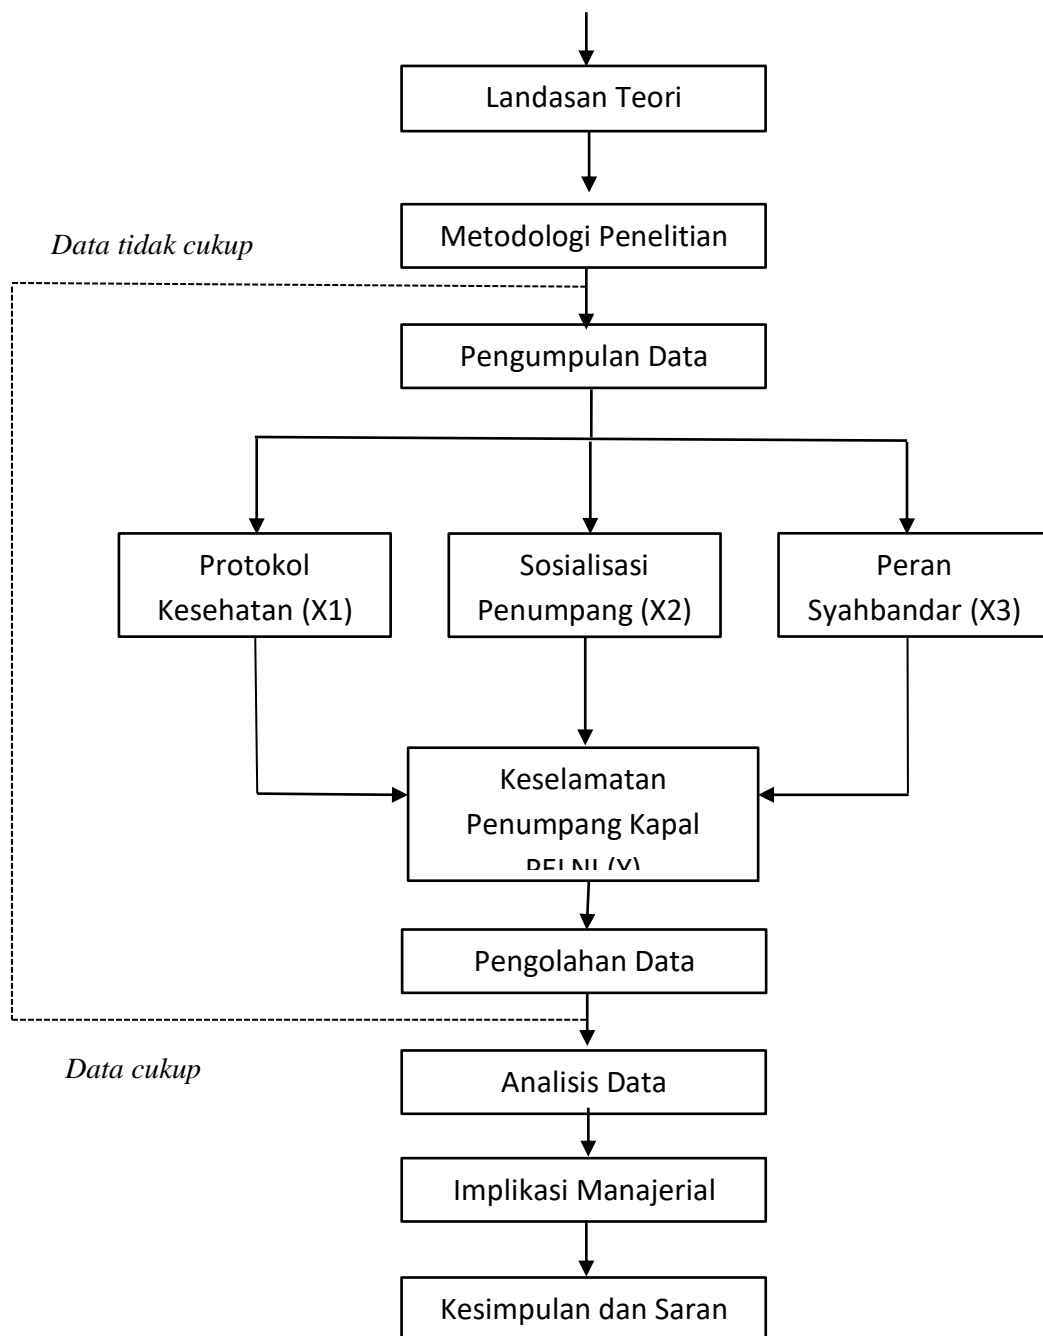 Landasan Teori
Metodologi Penelitian
Data tidak cukup
Pengumpulan Data
Protokol
Kesehatan (X1)
Sosialisasi
Penumpang (X2)
Peran
Syahbandar (X3)
Keselamatan
Penumpang Kapal
PELNI (Y)
Pengolahan Data
Data cukup
Analisis Data
Implikasi Manajerial
Kesimpulan dan Saran